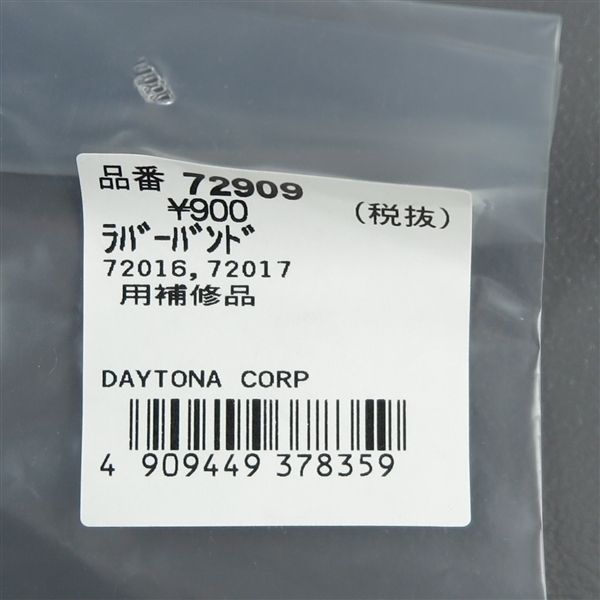 品番 72909
¥900 (税抜)
ﾗﾊﾞｰﾊﾞﾝﾄﾞ
72016,72017
用補修品
DAYTONA CORP
4 909449 378359